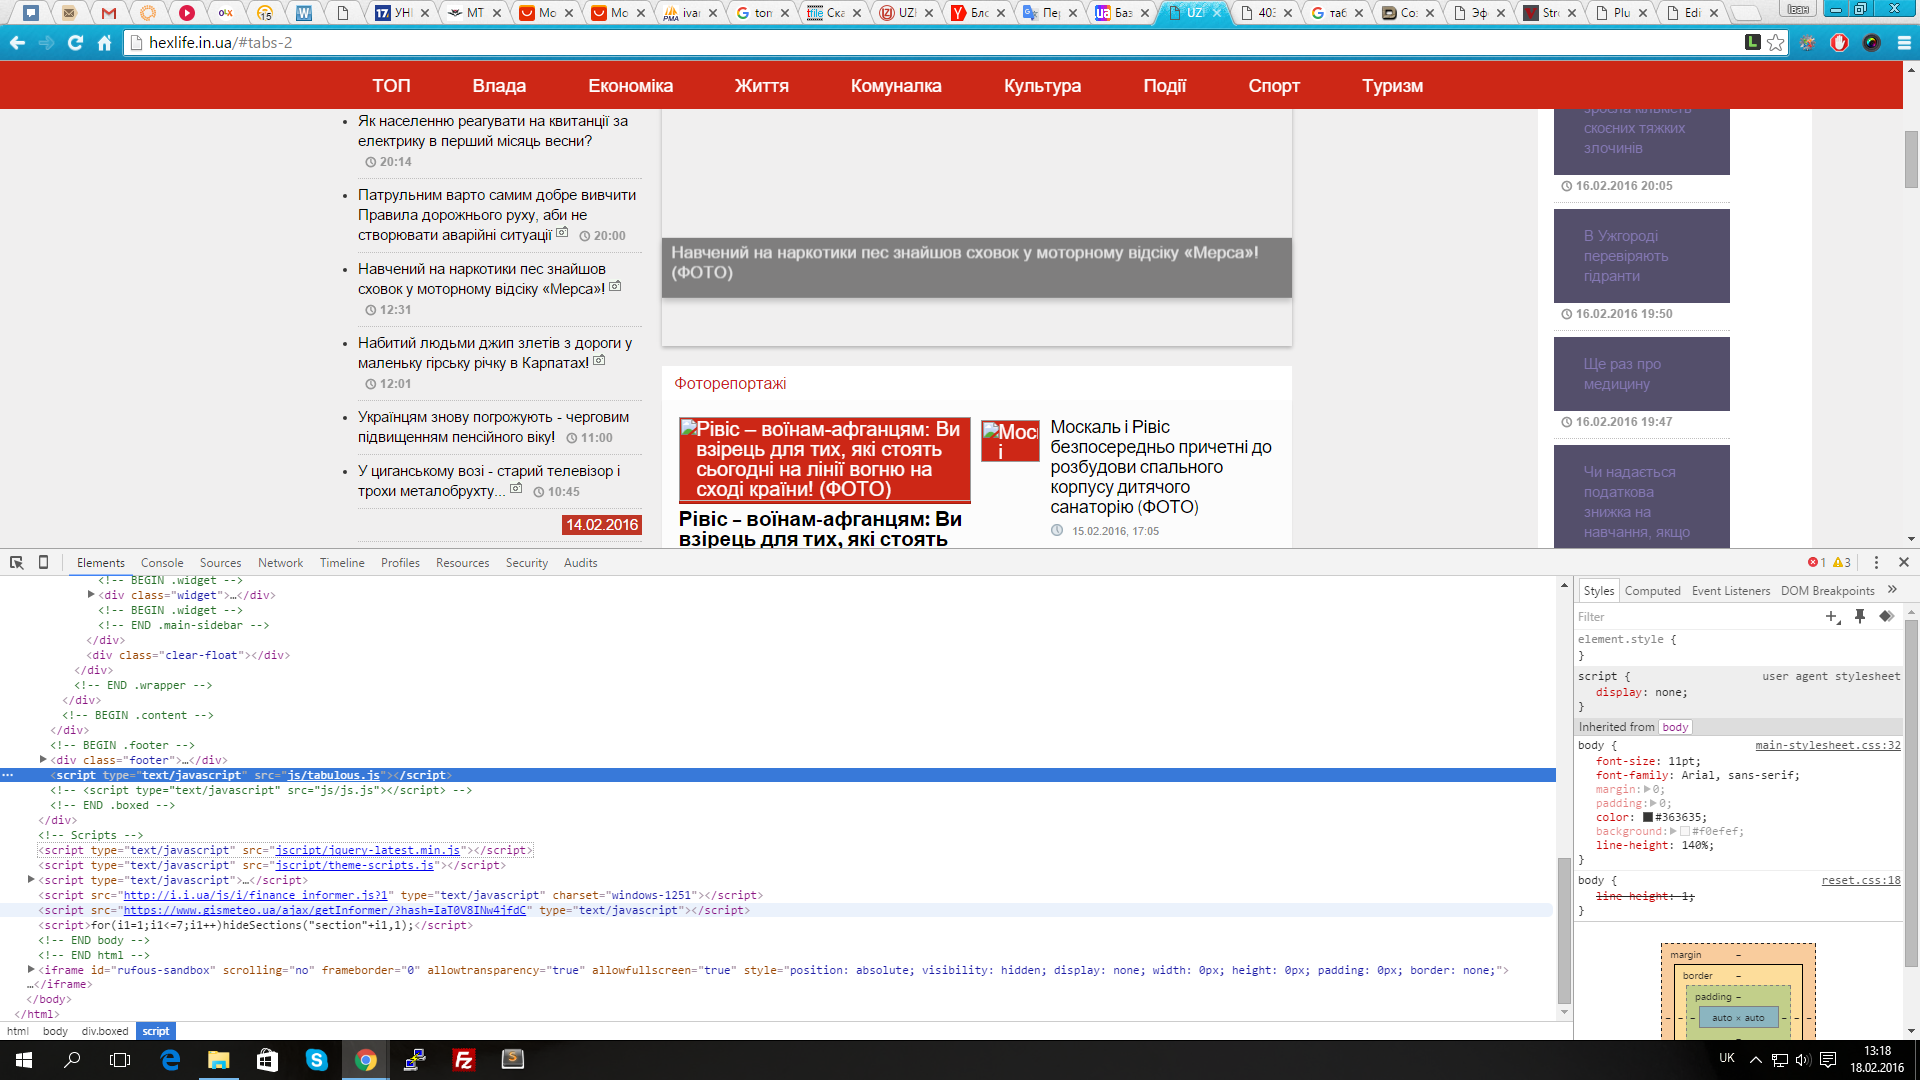 УНІ
МТ
Мо
Мо
ivar
tom
Ска
UZI
Бло
Пер
Баз
UZI
403
таб
Соз
Эф
Stre
Plu
Edi
Іван
hexlife.in.ua/#tabs-2
ТОП Влада Економіка Життя Комуналка Культура Події Спорт Туризм
Як населенню реагувати на квитанції за
електрику в перший місяць весни?
20:14
Патрульним варто самим добре вивчити
Правила дорожнього руху, аби не
створювати аварійні ситуації 20:00
Навчений на наркотики пес знайшов
сховок у моторному відсіку «Мерса»!
12:31
Набитий людьми джип злетів з дороги у
маленьку гірську річку в Карпатах!
12:01
Українцям знову погрожують - черговим
підвищенням пенсійного віку! 11:00
У циганському возі - старий телевізор і
трохи металобрухту... 10:45
14.02.2016
Навчений на наркотики пес знайшов сховок у моторному відсіку «Мерса»!
(ФОТО)
Фоторепортажі
Рівіс – воїнам-афганцям: Ви
взірець для тих, які стоять
сьогодні на лінії вогню на
сході країни! (ФОТО)
Рівіс – воїнам-афганцям: Ви
взірець для тих, які стоять
Моск
і
Москаль і Рівіс
безпосередньо причетні до
розбудови спального
корпусу дитячого
санаторію (ФОТО)
15.02.2016, 17:05
зросла кількість
скоєних тяжких
злочинів
16.02.2016 20:05
В Ужгороді
перевіряють
гідранти
16.02.2016 19:50
Ще раз про
медицину
16.02.2016 19:47
Чи надається
податкова
знижка на
навчання, якщо
Elements Console Sources Network Timeline Profiles Resources Security Audits
1 3
<!-- BEGIN .widget -->
<div class="widget">…</div>
<!-- BEGIN .widget -->
<!-- END .main-sidebar -->
</div>
<div class="clear-float"></div>
</div>
<!-- END .wrapper -->
</div>
<!-- BEGIN .content -->
</div>
<!-- BEGIN .footer -->
<div class="footer">…</div>
<script type="text/javascript" src="js/tabulous.js"></script>
<!-- <script type="text/javascript" src="js/js.js"></script> -->
<!-- END .boxed -->
</div>
<!-- Scripts -->
<script type="text/javascript" src="jscript/jquery-latest.min.js"></script>
<script type="text/javascript" src="jscript/theme-scripts.js"></script>
<script type="text/javascript">…</script>
<script src="http://i.i.ua/js/i/finance_informer.js?1" type="text/javascript" charset="windows-1251"></script>
<script src="https://www.gismeteo.ua/ajax/getInformer/?hash=IaT0V8INw4jfdC" type="text/javascript"></script>
<script>for(i1=1;i1<=7;i1++)hideSections("section"+i1,1);</script>
<!-- END body -->
<!-- END html -->
<iframe id="rufous-sandbox" scrolling="no" frameborder="0" allowtransparency="true" allowfullscreen="true" style="position: absolute; visibility: hidden; display: none; width: 0px; height: 0px; padding: 0px; border: none;">
…</iframe>
</body>
</html>
html body div.boxed script
Styles Computed Event Listeners DOM Breakpoints
Filter
element.style {
}
script { user agent stylesheet
display: none;
}
Inherited from body
body { main-stylesheet.css:32
font-size: 11pt;
font-family: Arial, sans-serif;
margin: 0;
padding: 0;
color: #363635;
background: #f0efef;
line-height: 140%;
}
body { reset.css:18
line-height: 1;
}
margin –
border –
padding –
auto × auto
UK
13:18
18.02.2016